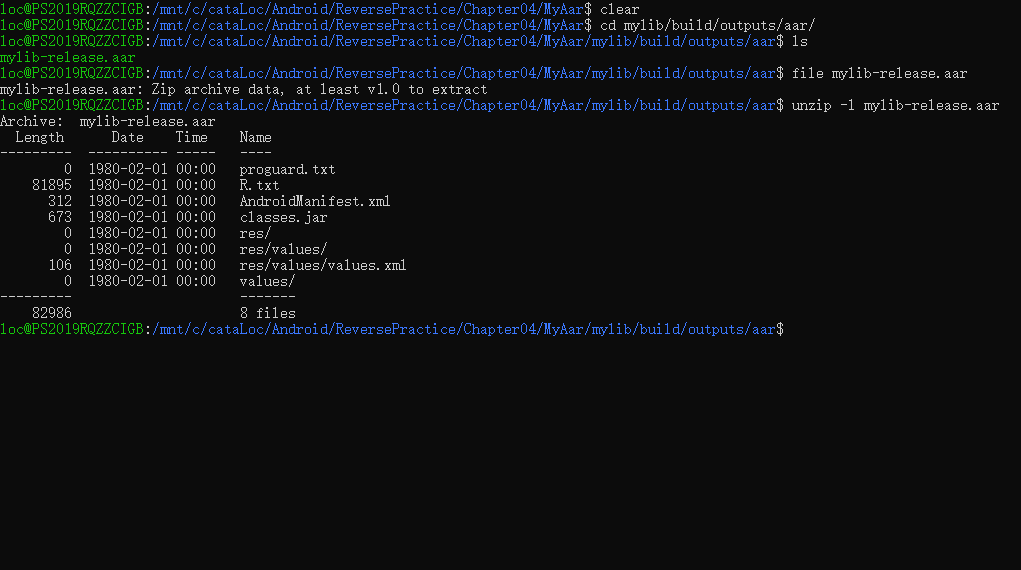 loc@PS2019RQZZCIGB:/mnt/c/cataLoc/Android/ReversePractice/Chapter04/MyAar$ clear
loc@PS2019RQZZCIGB:/mnt/c/cataLoc/Android/ReversePractice/Chapter04/MyAar$ cd mylib/build/outputs/aar/
loc@PS2019RQZZCIGB:/mnt/c/cataLoc/Android/ReversePractice/Chapter04/MyAar/mylib/build/outputs/aar$ ls
mylib-release.aar
loc@PS2019RQZZCIGB:/mnt/c/cataLoc/Android/ReversePractice/Chapter04/MyAar/mylib/build/outputs/aar$ file mylib-release.aar
mylib-release.aar: Zip archive data, at least v1.0 to extract
loc@PS2019RQZZCIGB:/mnt/c/cataLoc/Android/ReversePractice/Chapter04/MyAar/mylib/build/outputs/aar$ unzip -l mylib-release.aar
Archive:  mylib-release.aar
  Length      Date    Time    Name
---------  ---------- -----   ----
        0  1980-02-01 00:00   proguard.txt
    81895  1980-02-01 00:00   R.txt
      312  1980-02-01 00:00   AndroidManifest.xml
      673  1980-02-01 00:00   classes.jar
        0  1980-02-01 00:00   res/
        0  1980-02-01 00:00   res/values/
      106  1980-02-01 00:00   res/values/values.xml
        0  1980-02-01 00:00   values/
---------                     -------
    82986                     8 files
loc@PS2019RQZZCIGB:/mnt/c/cataLoc/Android/ReversePractice/Chapter04/MyAar/mylib/build/outputs/aar$